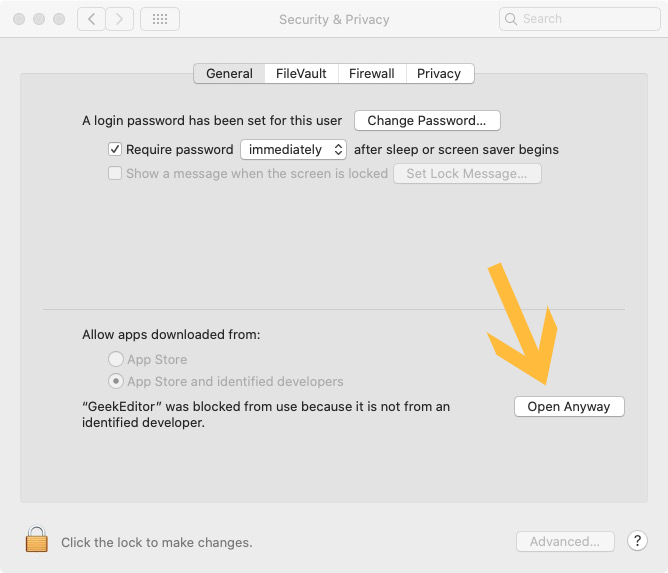 Security & Privacy
Search
General FileVault Firewall Privacy
A login password has been set for this user Change Password...
Require password immediately after sleep or screen saver begins
Show a message when the screen is locked Set Lock Message...
Allow apps downloaded from:
App Store
App Store and identified developers
“GeekEditor” was blocked from use because it is not from an Open Anyway
identified developer.
Click the lock to make changes. Advanced... ?